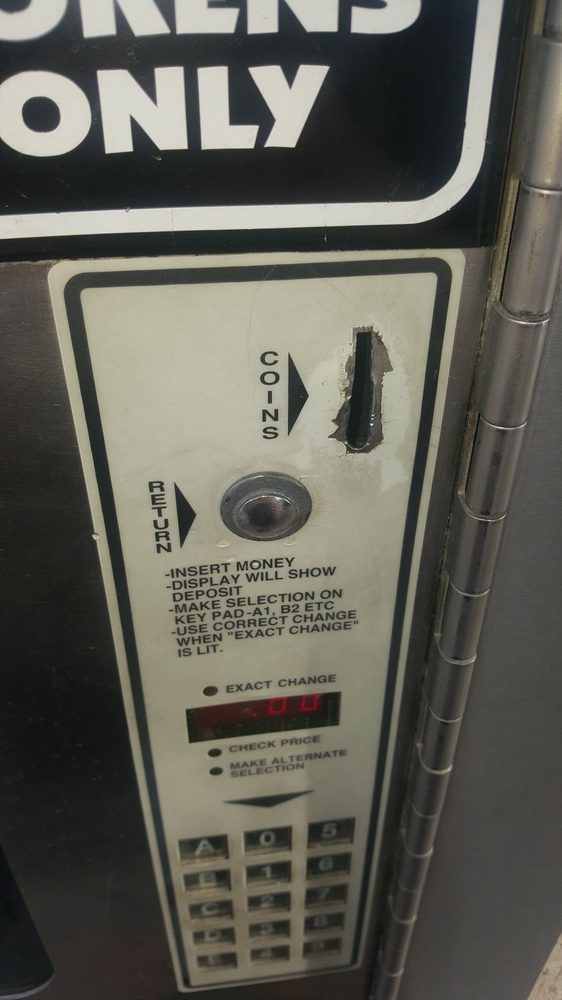 ONLY
COINS
RETURN
-INSERT MONEY
-DISPLAY WILL SHOW
DEPOSIT
-MAKE SELECTION ON
KEY PAD-A1, B2 ETC
-USE CORRECT CHANGE
WHEN "EXACT CHANGE"
IS LIT.
EXACT CHANGE
.00
CHECK PRICE
MAKE ALTERNATE
SELECTION
A 0 5
B 1 6
C 2 7
D 3 8
E 4 9